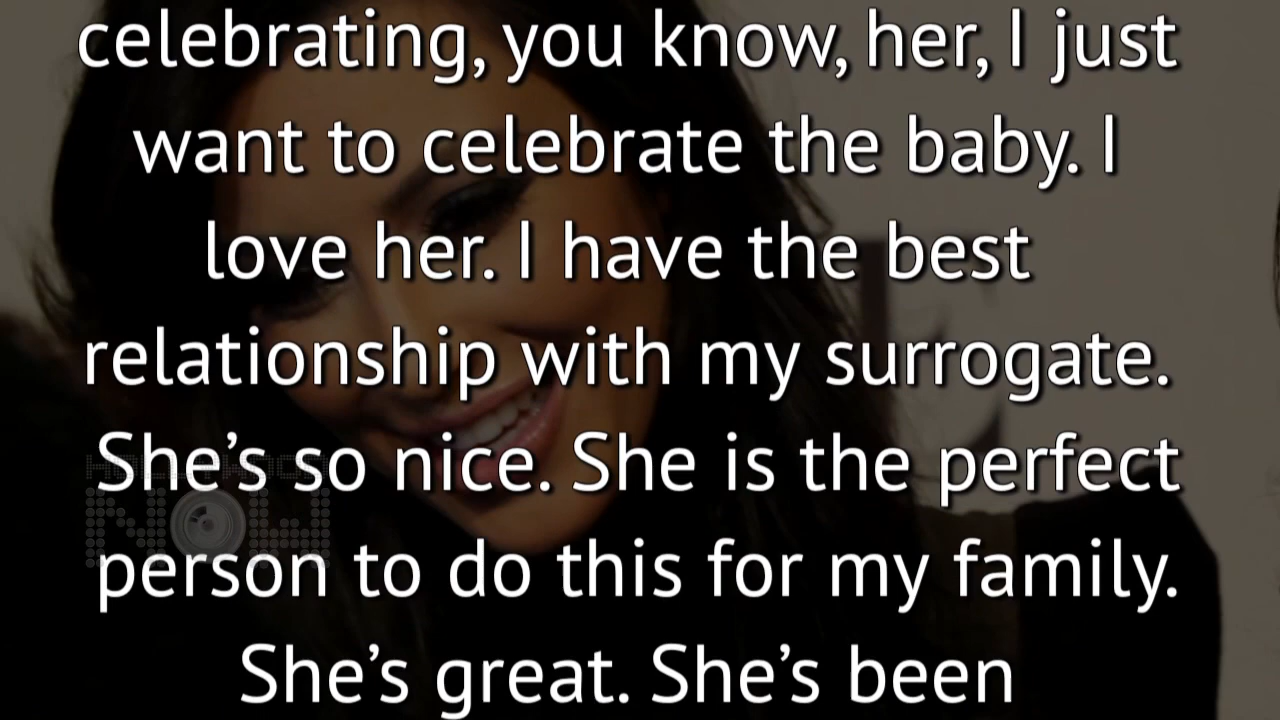 celebrating, you know, her, I just
want to celebrate the baby. I
love her. I have the best
relationship with my surrogate.
She’s so nice. She is the perfect
person to do this for my family.
She’s great. She’s been
NOW